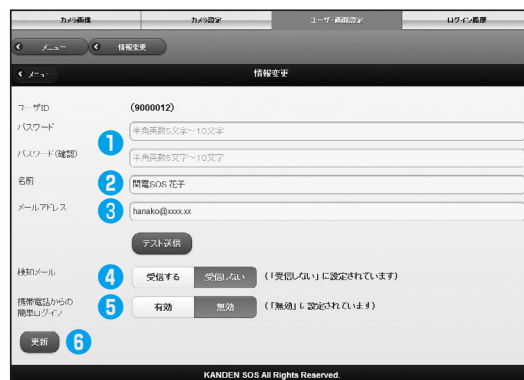 カメラ画像 カメラ設定 ユーザ・画面設定 ログイン履歴
メニュー 情報変更
メニュー 情報変更
ユーザID (9000012)
パスワード 半角英数5文字~10文字
1
パスワード(確認) 半角英数5文字~10文字
名前 2 関電SOS 花子
メールアドレス 3 hanako@xxxx.xx
テスト送信
検知メール 4 受信する 受信しない (「受信しない」に設定されています)
携帯電話からの
簡単ログイン 5 有効 無効 (「無効」に設定されています)
更新 6
KANDEN SOS All Rights Reserved.